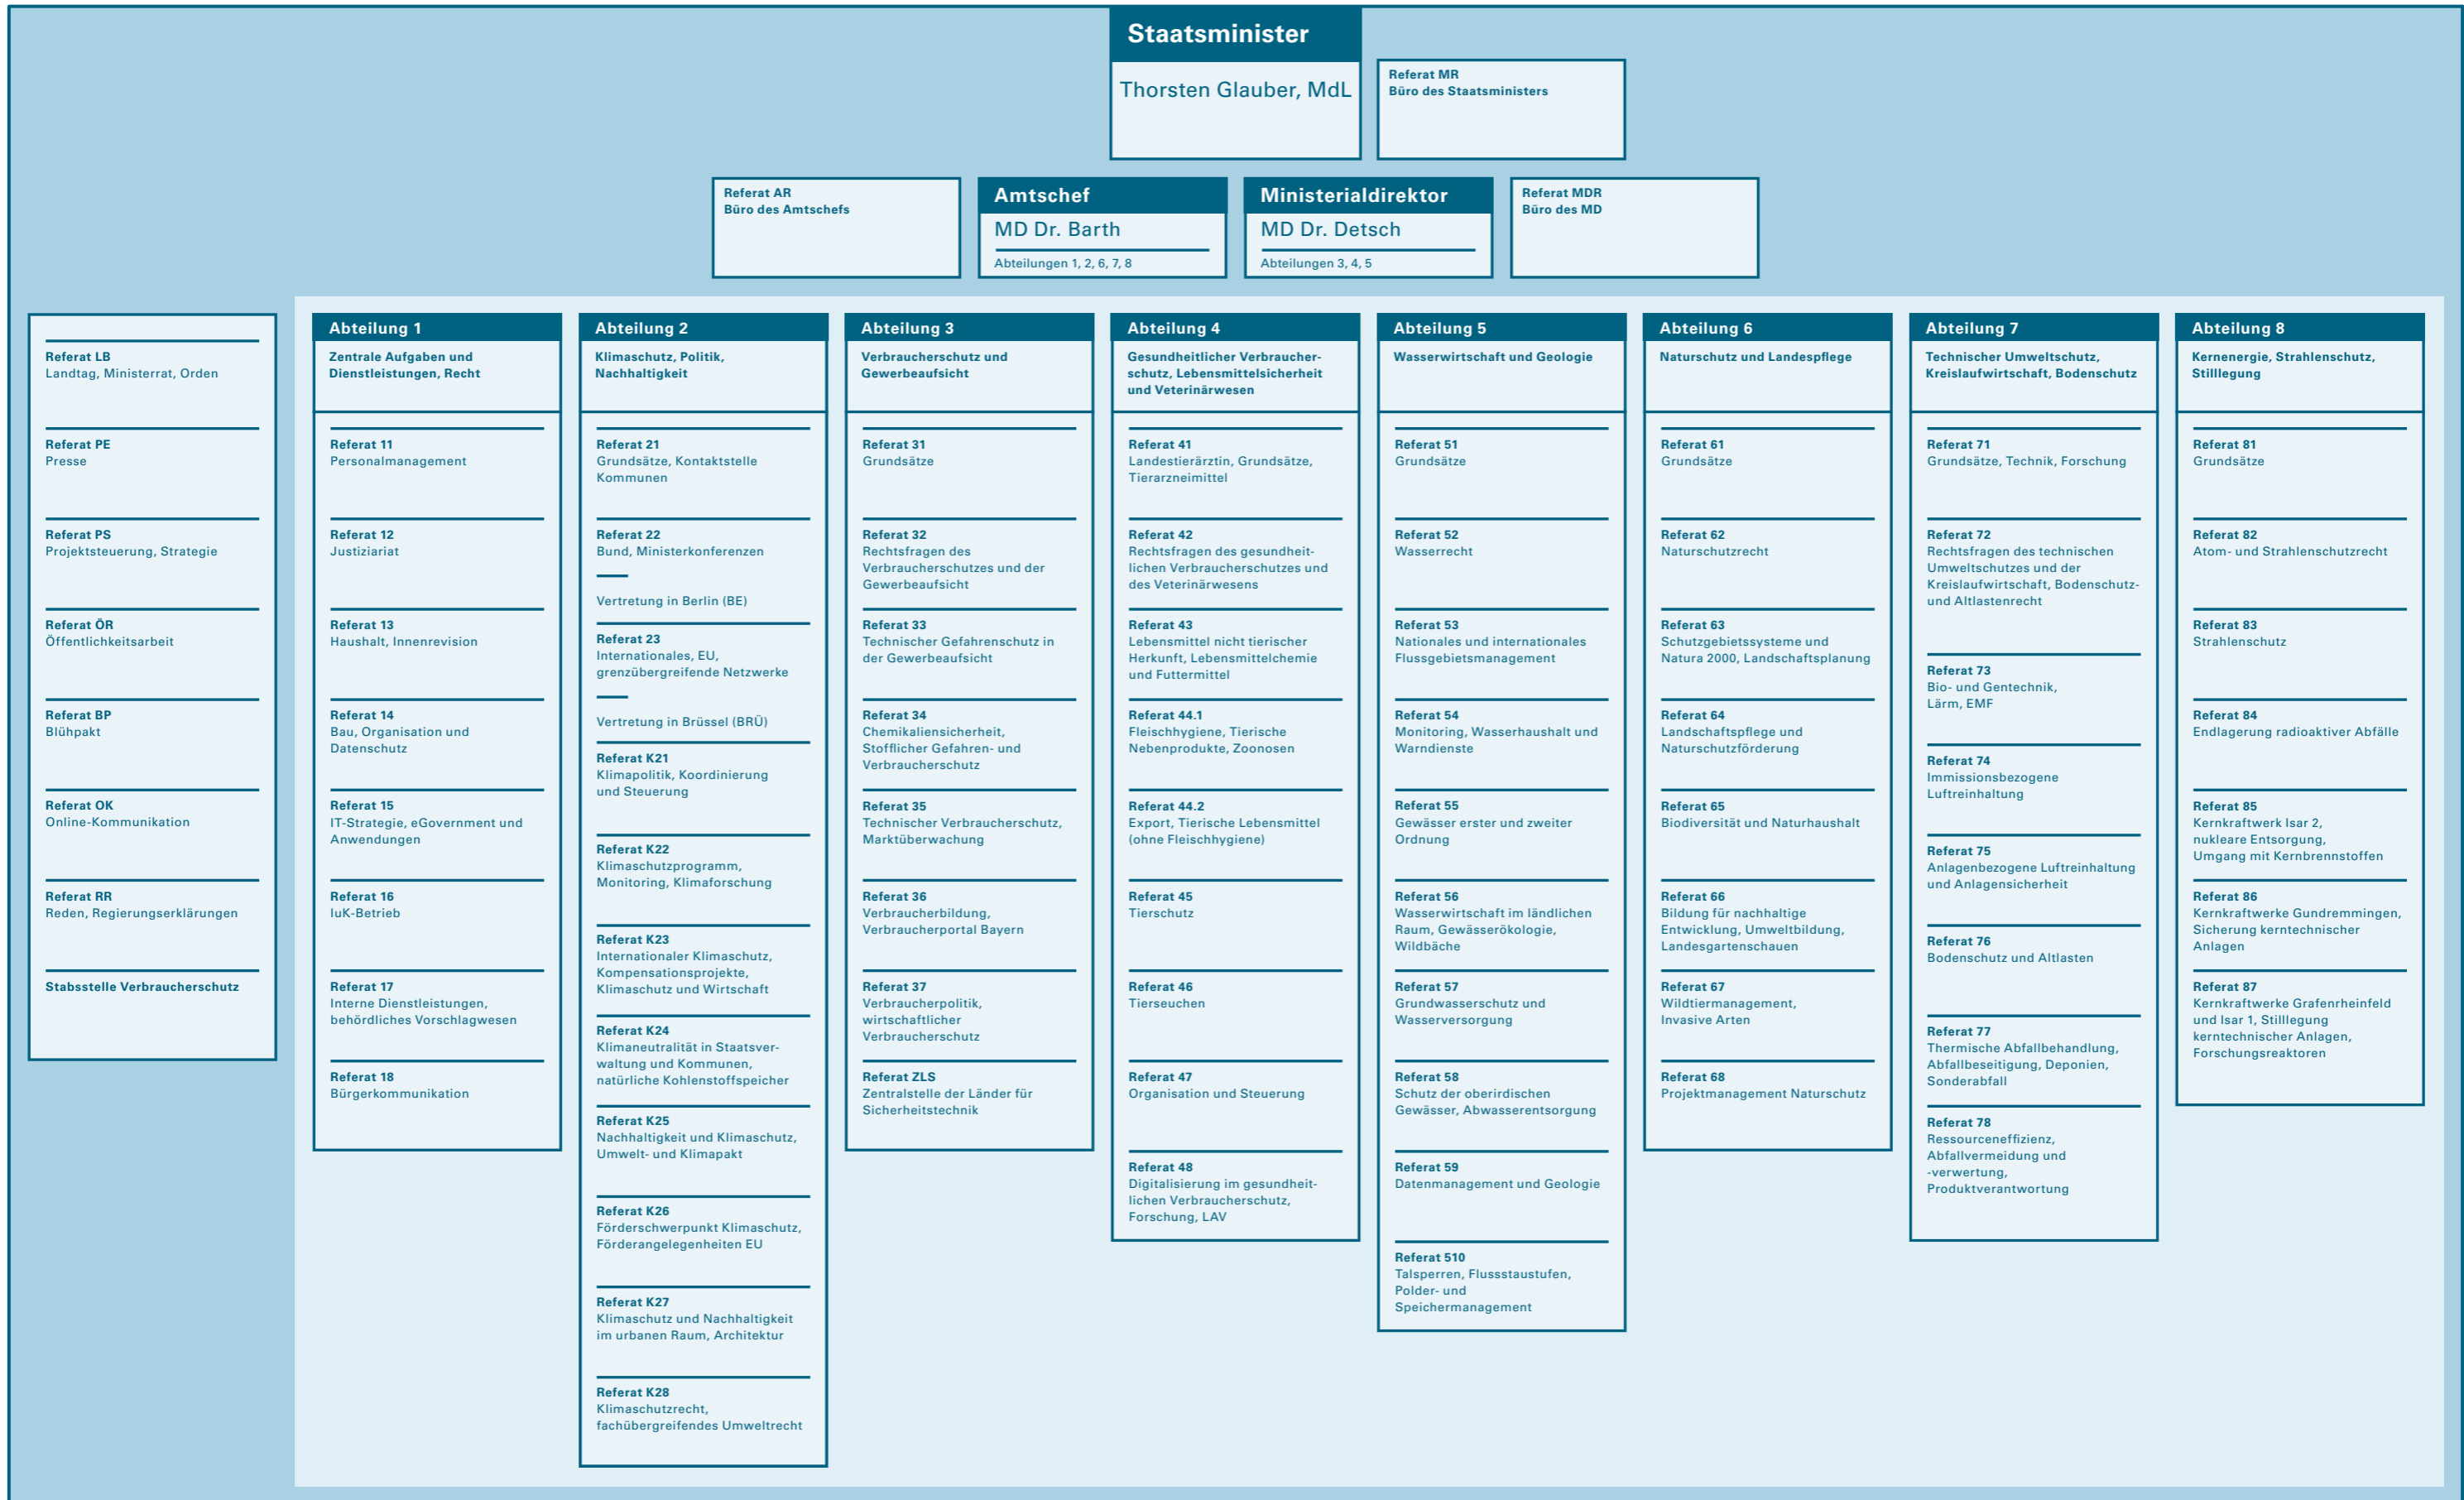 Staatsminister
Thorsten Glauber, MdL
Referat MR
Büro des Staatsministers
Referat AR
Büro des Amtschefs
Amtschef
MD Dr. Barth
Abteilungen 1, 2, 6, 7, 8
Ministerialdirektor
MD Dr. Detsch
Abteilungen 3, 4, 5
Referat MDR
Büro des MD
Referat LB
Landtag, Ministerrat, Orden
Referat PE
Presse
Referat PS
Projektsteuerung, Strategie
Referat ÖR
Öffentlichkeitsarbeit
Referat BP
Blühpakt
Referat OK
Online-Kommunikation
Referat RR
Reden, Regierungserklärungen
Stabsstelle Verbraucherschutz
Abteilung 1
Zentrale Aufgaben und
Dienstleistungen, Recht
Referat 11
Personalmanagement
Referat 12
Justiziariat
Referat 13
Haushalt, Innenrevision
Referat 14
Bau, Organisation und
Datenschutz
Referat 15
IT-Strategie, eGovernment und
Anwendungen
Referat 16
IuK-Betrieb
Referat 17
Interne Dienstleistungen,
behördliches Vorschlagwesen
Referat 18
Bürgerkommunikation
Abteilung 2
Klimaschutz, Politik,
Nachhaltigkeit
Referat 21
Grundsätze, Kontaktstelle
Kommunen
Referat 22
Bund, Ministerkonferenzen
Vertretung in Berlin (BE)
Referat 23
Internationales, EU,
grenzübergreifende Netzwerke
Vertretung in Brüssel (BRÜ)
Referat K21
Klimapolitik, Koordinierung
und Steuerung
Referat K22
Klimaschutzprogramm,
Monitoring, Klimaforschung
Referat K23
Internationaler Klimaschutz,
Kompensationsprojekte,
Klimaschutz und Wirtschaft
Referat K24
Klimaneutralität in Staatsver-
waltung und Kommunen,
natürliche Kohlenstoffspeicher
Referat K25
Nachhaltigkeit und Klimaschutz,
Umwelt- und Klimapakt
Referat K26
Förderschwerpunkt Klimaschutz,
Förderangelegenheiten EU
Referat K27
Klimaschutz und Nachhaltigkeit
im urbanen Raum, Architektur
Referat K28
Klimaschutzrecht,
fachübergreifendes Umweltrecht
Abteilung 3
Verbraucherschutz und
Gewerbeaufsicht
Referat 31
Grundsätze
Referat 32
Rechtsfragen des
Verbraucherschutzes und der
Gewerbeaufsicht
Referat 33
Technischer Gefahrenschutz in
der Gewerbeaufsicht
Referat 34
Chemikaliensicherheit,
Stofflicher Gefahren- und
Verbraucherschutz
Referat 35
Technischer Verbraucherschutz,
Marktüberwachung
Referat 36
Verbraucherbildung,
Verbraucherportal Bayern
Referat 37
Verbraucherpolitik,
wirtschaftlicher
Verbraucherschutz
Referat ZLS
Zentralstelle der Länder für
Sicherheitstechnik
Abteilung 4
Gesundheitlicher Verbraucher-
schutz, Lebensmittelsicherheit
und Veterinärwesen
Referat 41
Landestierärztin, Grundsätze,
Tierarzneimittel
Referat 42
Rechtsfragen des gesundheit-
lichen Verbraucherschutzes und
des Veterinärwesens
Referat 43
Lebensmittel nicht tierischer
Herkunft, Lebensmittelchemie
und Futtermittel
Referat 44.1
Fleischhygiene, Tierische
Nebenprodukte, Zoonosen
Referat 44.2
Export, Tierische Lebensmittel
(ohne Fleischhygiene)
Referat 45
Tierschutz
Referat 46
Tierseuchen
Referat 47
Organisation und Steuerung
Referat 48
Digitalisierung im gesundheit-
lichen Verbraucherschutz,
Forschung, LAV
Abteilung 5
Wasserwirtschaft und Geologie
Referat 51
Grundsätze
Referat 52
Wasserrecht
Referat 53
Nationales und internationales
Flussgebietsmanagement
Referat 54
Monitoring, Wasserhaushalt und
Warndienste
Referat 55
Gewässer erster und zweiter
Ordnung
Referat 56
Wasserwirtschaft im ländlichen
Raum, Gewässerökologie,
Wildbäche
Referat 57
Grundwasserschutz und
Wasserversorgung
Referat 58
Schutz der oberirdischen
Gewässer, Abwasserentsorgung
Referat 59
Datenmanagement und Geologie
Referat 510
Talsperren, Flussstaustufen,
Polder- und
Speichermanagement
Abteilung 6
Naturschutz und Landespflege
Referat 61
Grundsätze
Referat 62
Naturschutzrecht
Referat 63
Schutzgebietssysteme und
Natura 2000, Landschaftsplanung
Referat 64
Landschaftspflege und
Naturschutzförderung
Referat 65
Biodiversität und Naturhaushalt
Referat 66
Bildung für nachhaltige
Entwicklung, Umweltbildung,
Landesgartenschauen
Referat 67
Wildtiermanagement,
Invasive Arten
Referat 68
Projektmanagement Naturschutz
Abteilung 7
Technischer Umweltschutz,
Kreislaufwirtschaft, Bodenschutz
Referat 71
Grundsätze, Technik, Forschung
Referat 72
Rechtsfragen des technischen
Umweltschutzes und der
Kreislaufwirtschaft, Bodenschutz-
und Altlastenrecht
Referat 73
Bio- und Gentechnik,
Lärm, EMF
Referat 74
Immissionsbezogene
Luftreinhaltung
Referat 75
Anlagenbezogene Luftreinhaltung
und Anlagensicherheit
Referat 76
Bodenschutz und Altlasten
Referat 77
Thermische Abfallbehandlung,
Abfallbeseitigung, Deponien,
Sonderabfall
Referat 78
Ressourceneffizienz,
Abfallvermeidung und
-verwertung,
Produktverantwortung
Abteilung 8
Kernenergie, Strahlenschutz,
Stilllegung
Referat 81
Grundsätze
Referat 82
Atom- und Strahlenschutzrecht
Referat 83
Strahlenschutz
Referat 84
Endlagerung radioaktiver Abfälle
Referat 85
Kernkraftwerk Isar 2,
nukleare Entsorgung,
Umgang mit Kernbrennstoffen
Referat 86
Kernkraftwerke Gundremmingen,
Sicherung kerntechnischer
Anlagen
Referat 87
Kernkraftwerke Grafenrheinfeld
und Isar 1, Stilllegung
kerntechnischer Anlagen,
Forschungsreaktoren